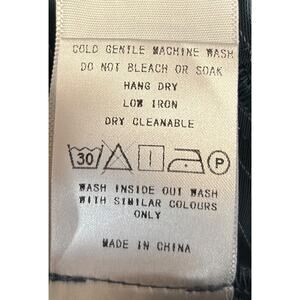 COLD GENTLE MACHINE WASH
DO NOT BLEACH OR SOAK
HANG DRY
LOW IRON
DRY CLEANABLE
30 P
WASH INSIDE OUT WASH
WITH SIMILAR COLOURS
ONLY
MADE IN CHINA